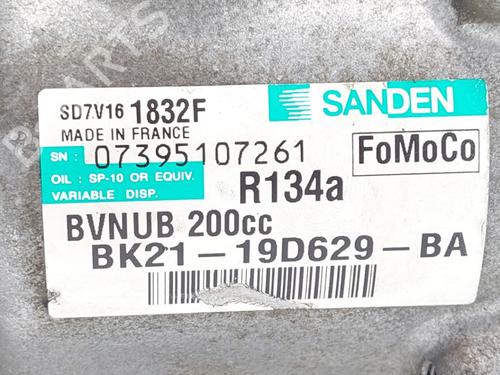 SD7V16 1832F
SANDEN
MADE IN FRANCE
SN : 07395107261
FoMoCo
OIL : SP-10 OR EQUIV.
VARIABLE DISP.
R134a
BVNUB 200cc
BK21-19D629-BA